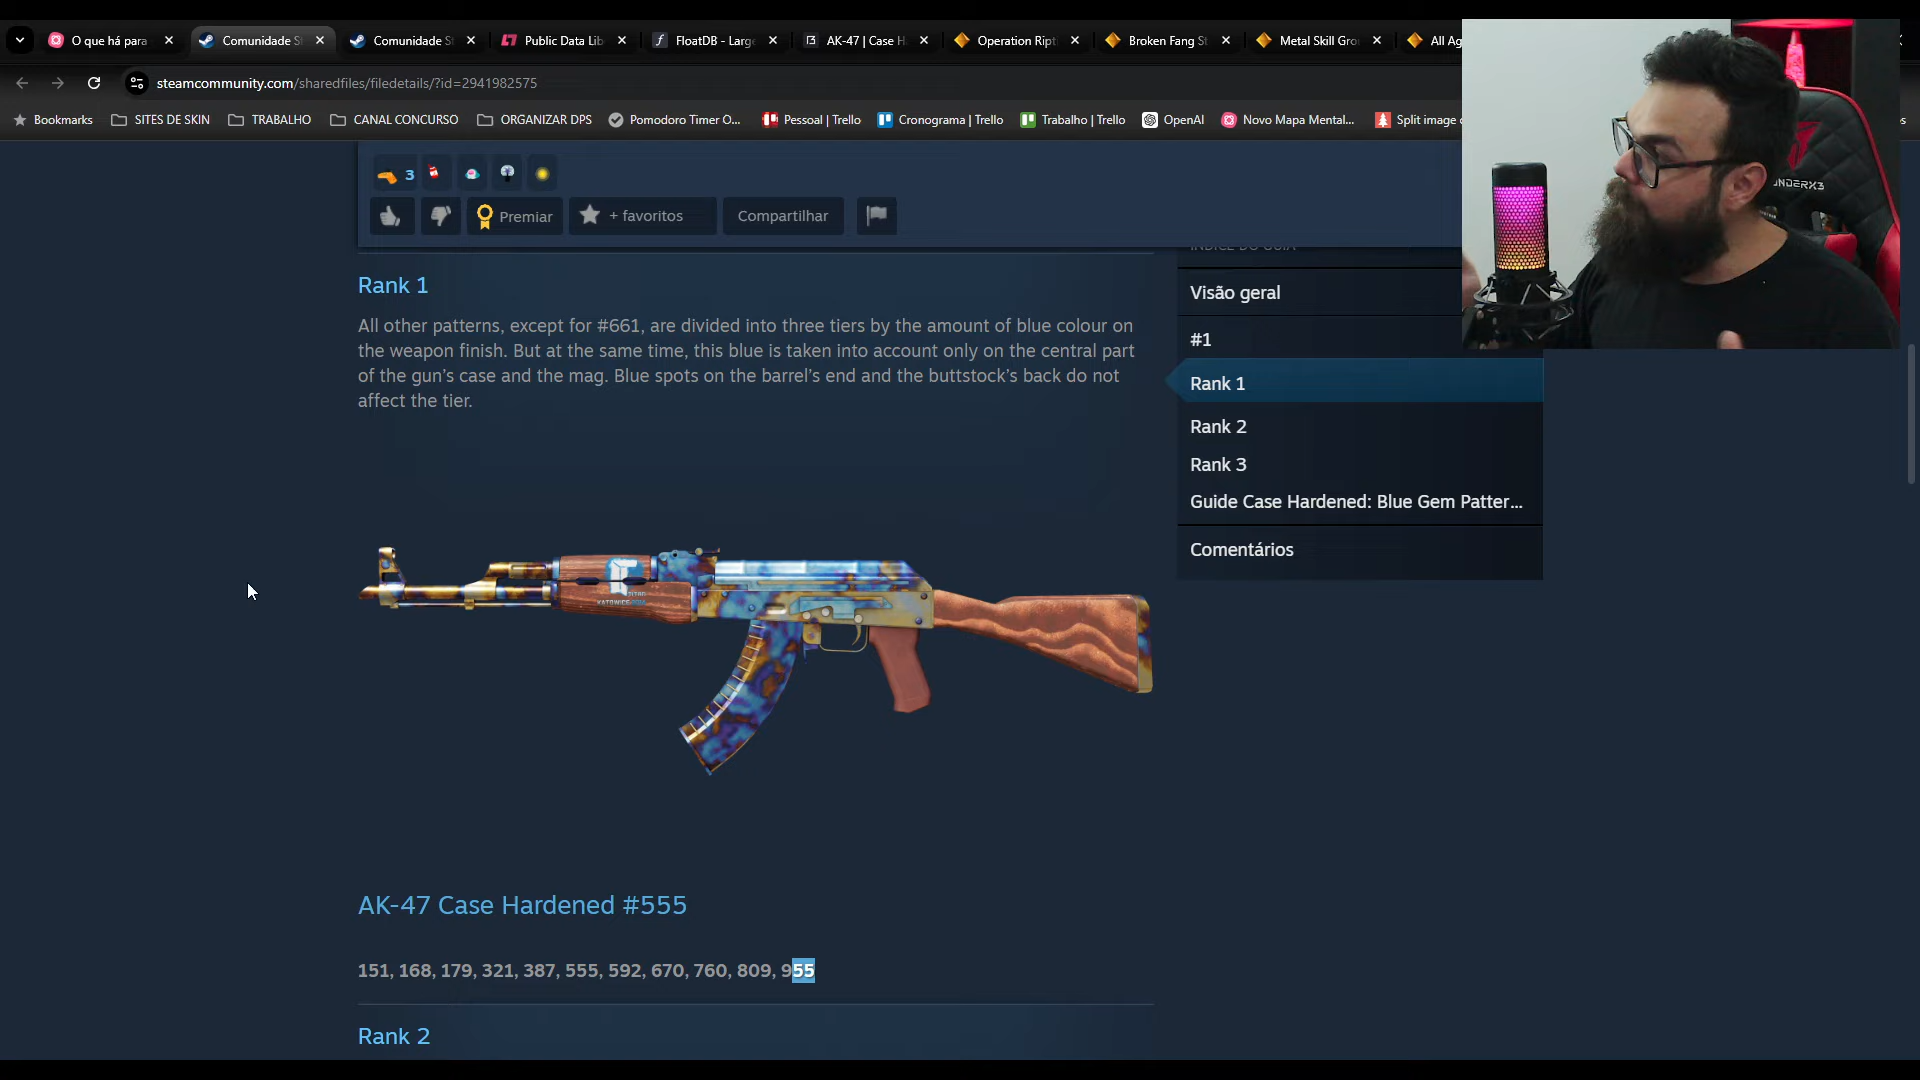 O que há para
Comunidade S
Comunidade St
Public Data Lib
FloatDB - Larg
AK-47 | Case H
Operation Ript
Broken Fang St
Metal Skill Gro
All Ag
steamcommunity.com/sharedfiles/filedetails/?id=2941982575
Bookmarks
SITES DE SKIN
TRABALHO
CANAL CONCURSO
ORGANIZAR DPS
Pomodoro Timer O...
Pessoal | Trello
Cronograma | Trello
Trabalho | Trello
OpenAI
Novo Mapa Mental...
Split image
3
Premiar
+ favoritos
Compartilhar
ÍNDICE DO GUIA
Rank 1
All other patterns, except for #661, are divided into three tiers by the amount of blue colour on
the weapon finish. But at the same time, this blue is taken into account only on the central part
of the gun's case and the mag. Blue spots on the barrel's end and the buttstock's back do not
affect the tier.
Visão geral
#1
Rank 1
Rank 2
Rank 3
Guide Case Hardened: Blue Gem Patter...
Comentários
AK-47 Case Hardened #555
151, 168, 179, 321, 387, 555, 592, 670, 760, 809, 955
Rank 2